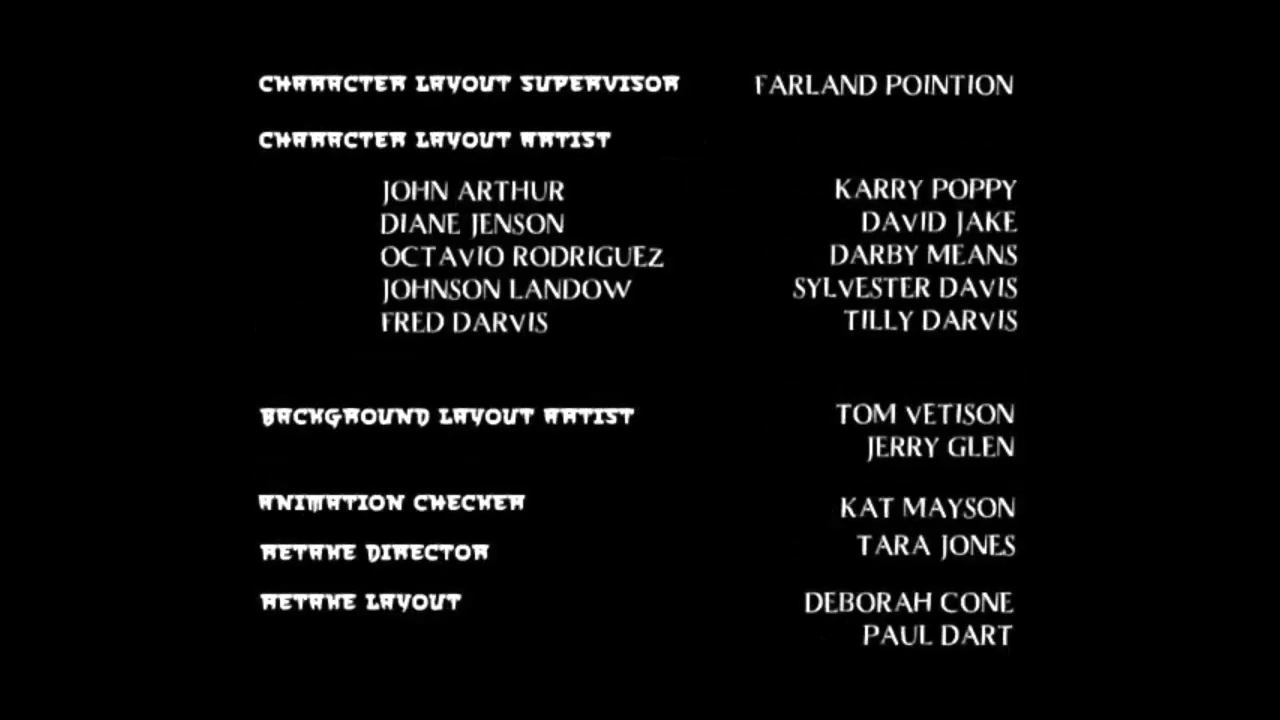 CHARACTER LAYOUT SUPERVISOR FARLAND POINTION
CHARACTER LAYOUT ARTIST
JOHN ARTHUR KARRY POPPY
DIANE JENSON DAVID JAKE
OCTAVIO RODRIGUEZ DARBY MEANS
JOHNSON LANDOW SYLVESTER DAVIS
FRED DARVIS TILLY DARVIS
BACKGROUND LAYOUT ARTIST TOM VETISON
JERRY GLEN
ANIMATION CHECKER KAT MAYSON
RETAKE DIRECTOR TARA JONES
RETAKE LAYOUT DEBORAH CONE
PAUL DART